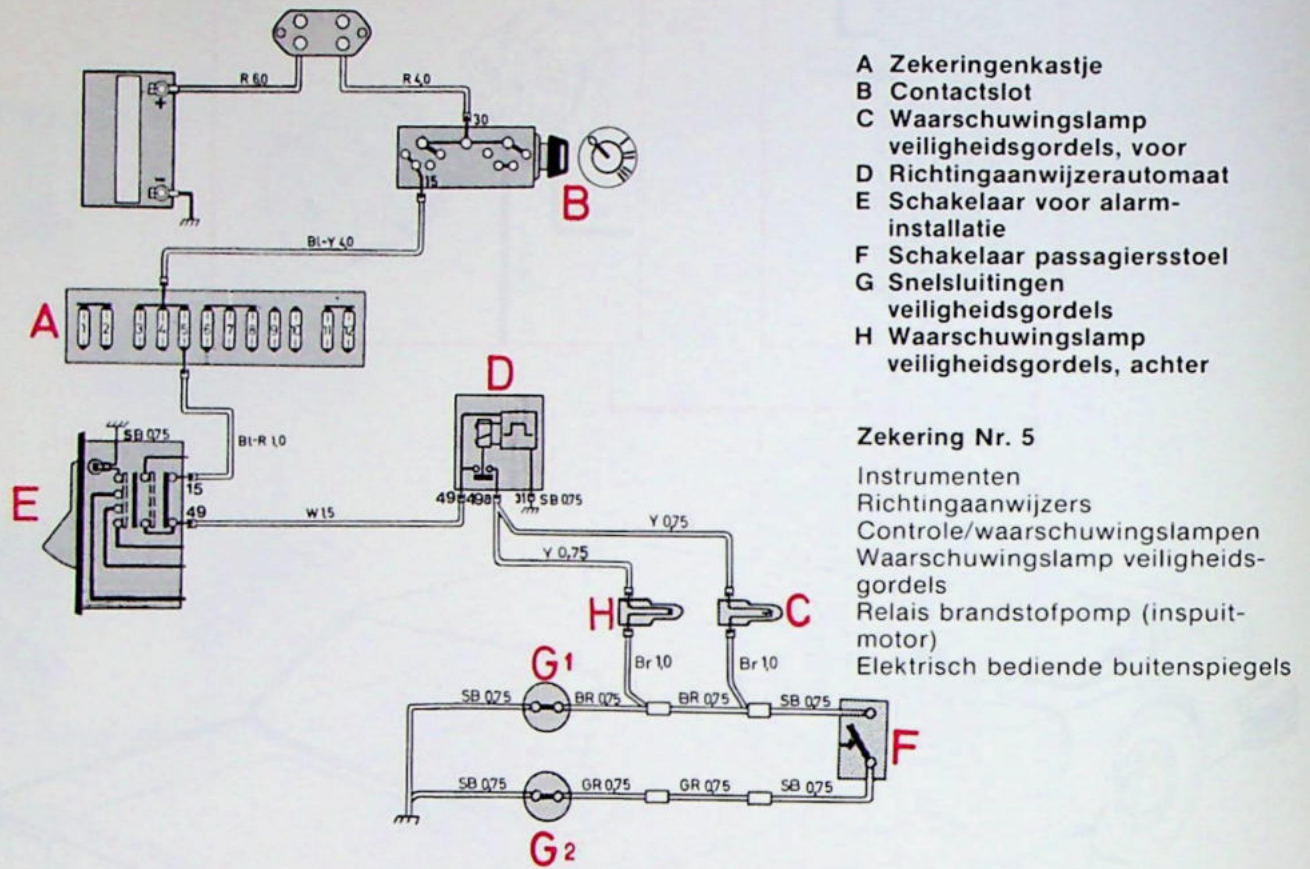 R 6,0
R 4,0
+
30
-
15
B
Bl-Y 4,0
A
1 2 3 4 5 6 7 8 9 10 11 12
D
Bl-R 1,0
SB 0,75
E
15
49
W 1,5
49 49a 31 SB 0,75
Y 0,75
Y 0,75
H
C
Br 1,0
Br 1,0
G1
SB 0,75
BR 0,75
BR 0,75
SB 0,75
F
SB 0,75
GR 0,75
GR 0,75
SB 0,75
G2
A Zekeringenkastje
B Contactslot
C Waarschuwingslamp
veiligheidsgordels, voor
D Richtingaanwijzerautomaat
E Schakelaar voor alarm-
installatie
F Schakelaar passagiersstoel
G Snelsluitingen
veiligheidsgordels
H Waarschuwingslamp
veiligheidsgordels, achter
Zekering Nr. 5
Instrumenten
Richtingaanwijzers
Controle/waarschuwingslampen
Waarschuwingslamp veiligheids-
gordels
Relais brandstofpomp (inspuit-
motor)
Elektrisch bediende buitenspiegels